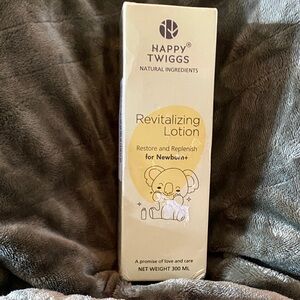 HAPPY®
TWIGGS
NATURAL INGREDIENTS
Revitalizing
Lotion
Restore and Replenish
for Newborn+
A promise of love and care
NET WEIGHT 300 ML